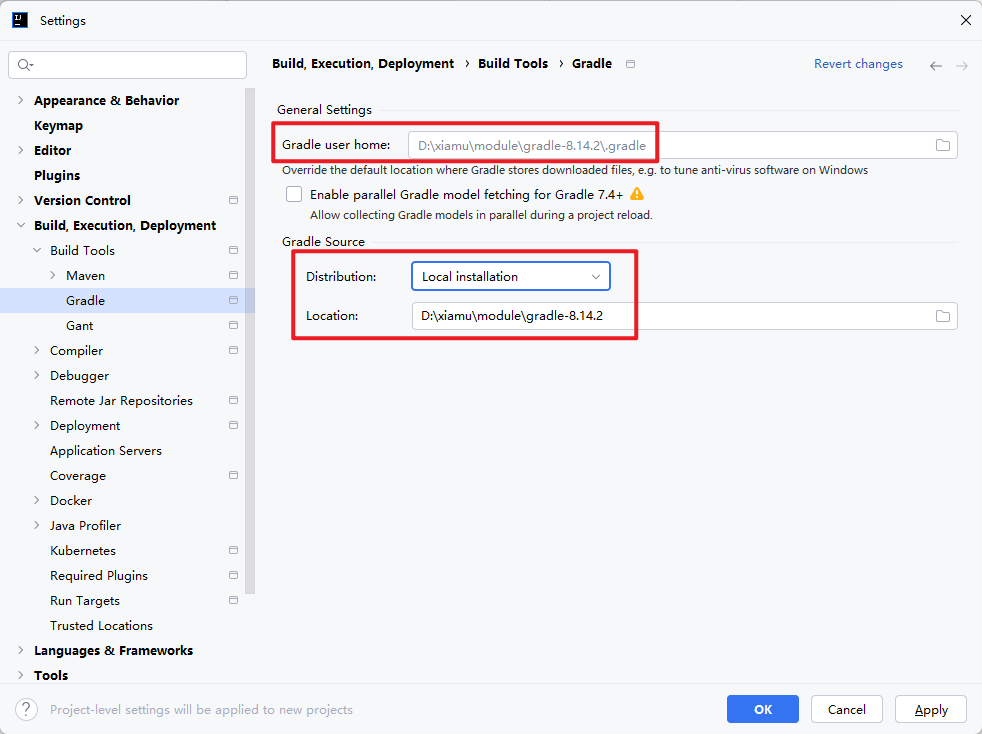 Settings
Build, Execution, Deployment › Build Tools › Gradle
Revert changes
Appearance & Behavior
Keymap
Editor
Plugins
Version Control
Build, Execution, Deployment
Build Tools
Maven
Gradle
Gant
Compiler
Debugger
Remote Jar Repositories
Deployment
Application Servers
Coverage
Docker
Java Profiler
Kubernetes
Required Plugins
Run Targets
Trusted Locations
Languages & Frameworks
Tools
General Settings
Gradle user home: D:\xiamu\module\gradle-8.14.2\.gradle
Override the default location where Gradle stores downloaded files, e.g. to tune anti-virus software on Windows
Enable parallel Gradle model fetching for Gradle 7.4+
Allow collecting Gradle models in parallel during a project reload.
Gradle Source
Distribution: Local installation
Location: D:\xiamu\module\gradle-8.14.2
? Project-level settings will be applied to new projects
OK Cancel Apply